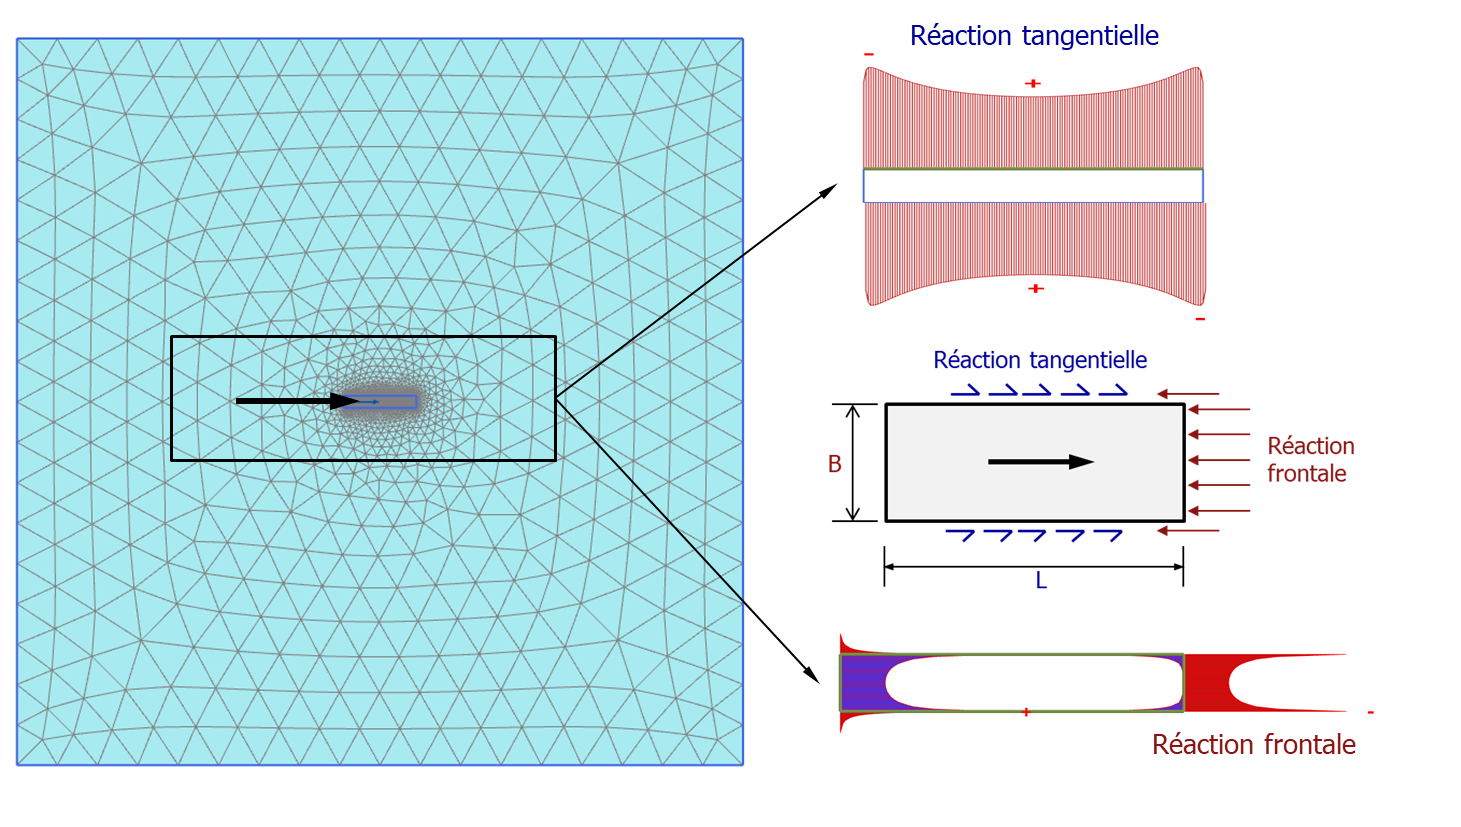 Réaction tangentielle
-
+
+
-
Réaction tangentielle
B
Réaction
frontale
L
+
-
Réaction frontale